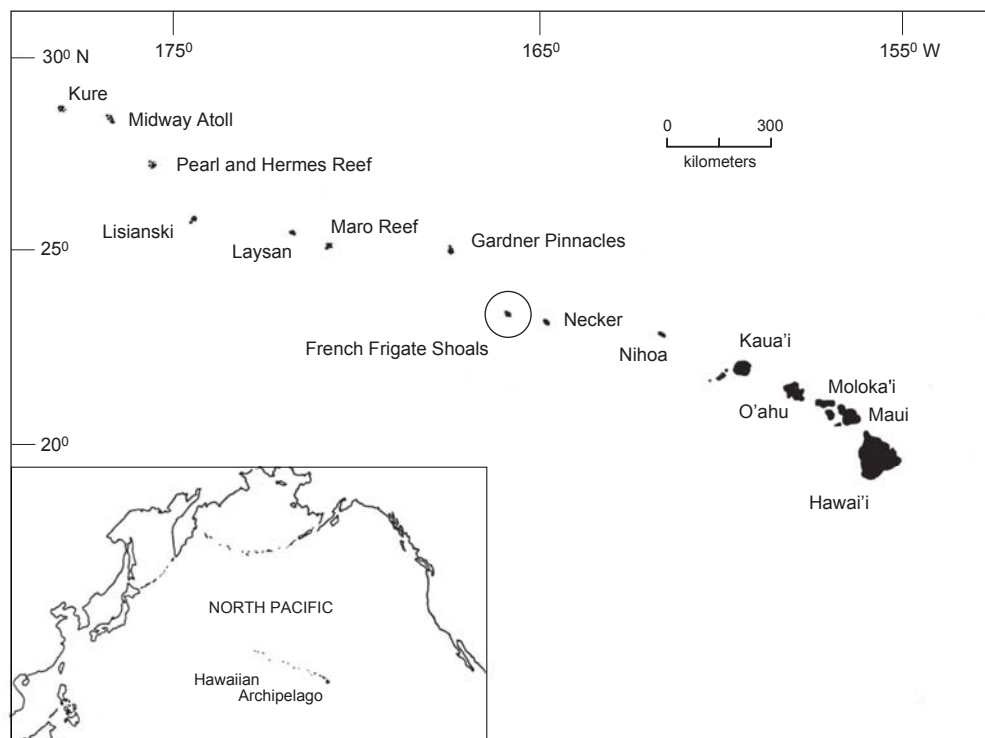 175⁰
165⁰
155⁰ W
30⁰ N
Kure
Midway Atoll
0
300
kilometers
Pearl and Hermes Reef
Lisianski
Laysan
Maro Reef
Gardner Pinnacles
25⁰
French Frigate Shoals
Necker
Nihoa
Kaua’i
O’ahu
Moloka'i
Maui
20⁰
Hawai’i
NORTH PACIFIC
Hawaiian
Archipelago